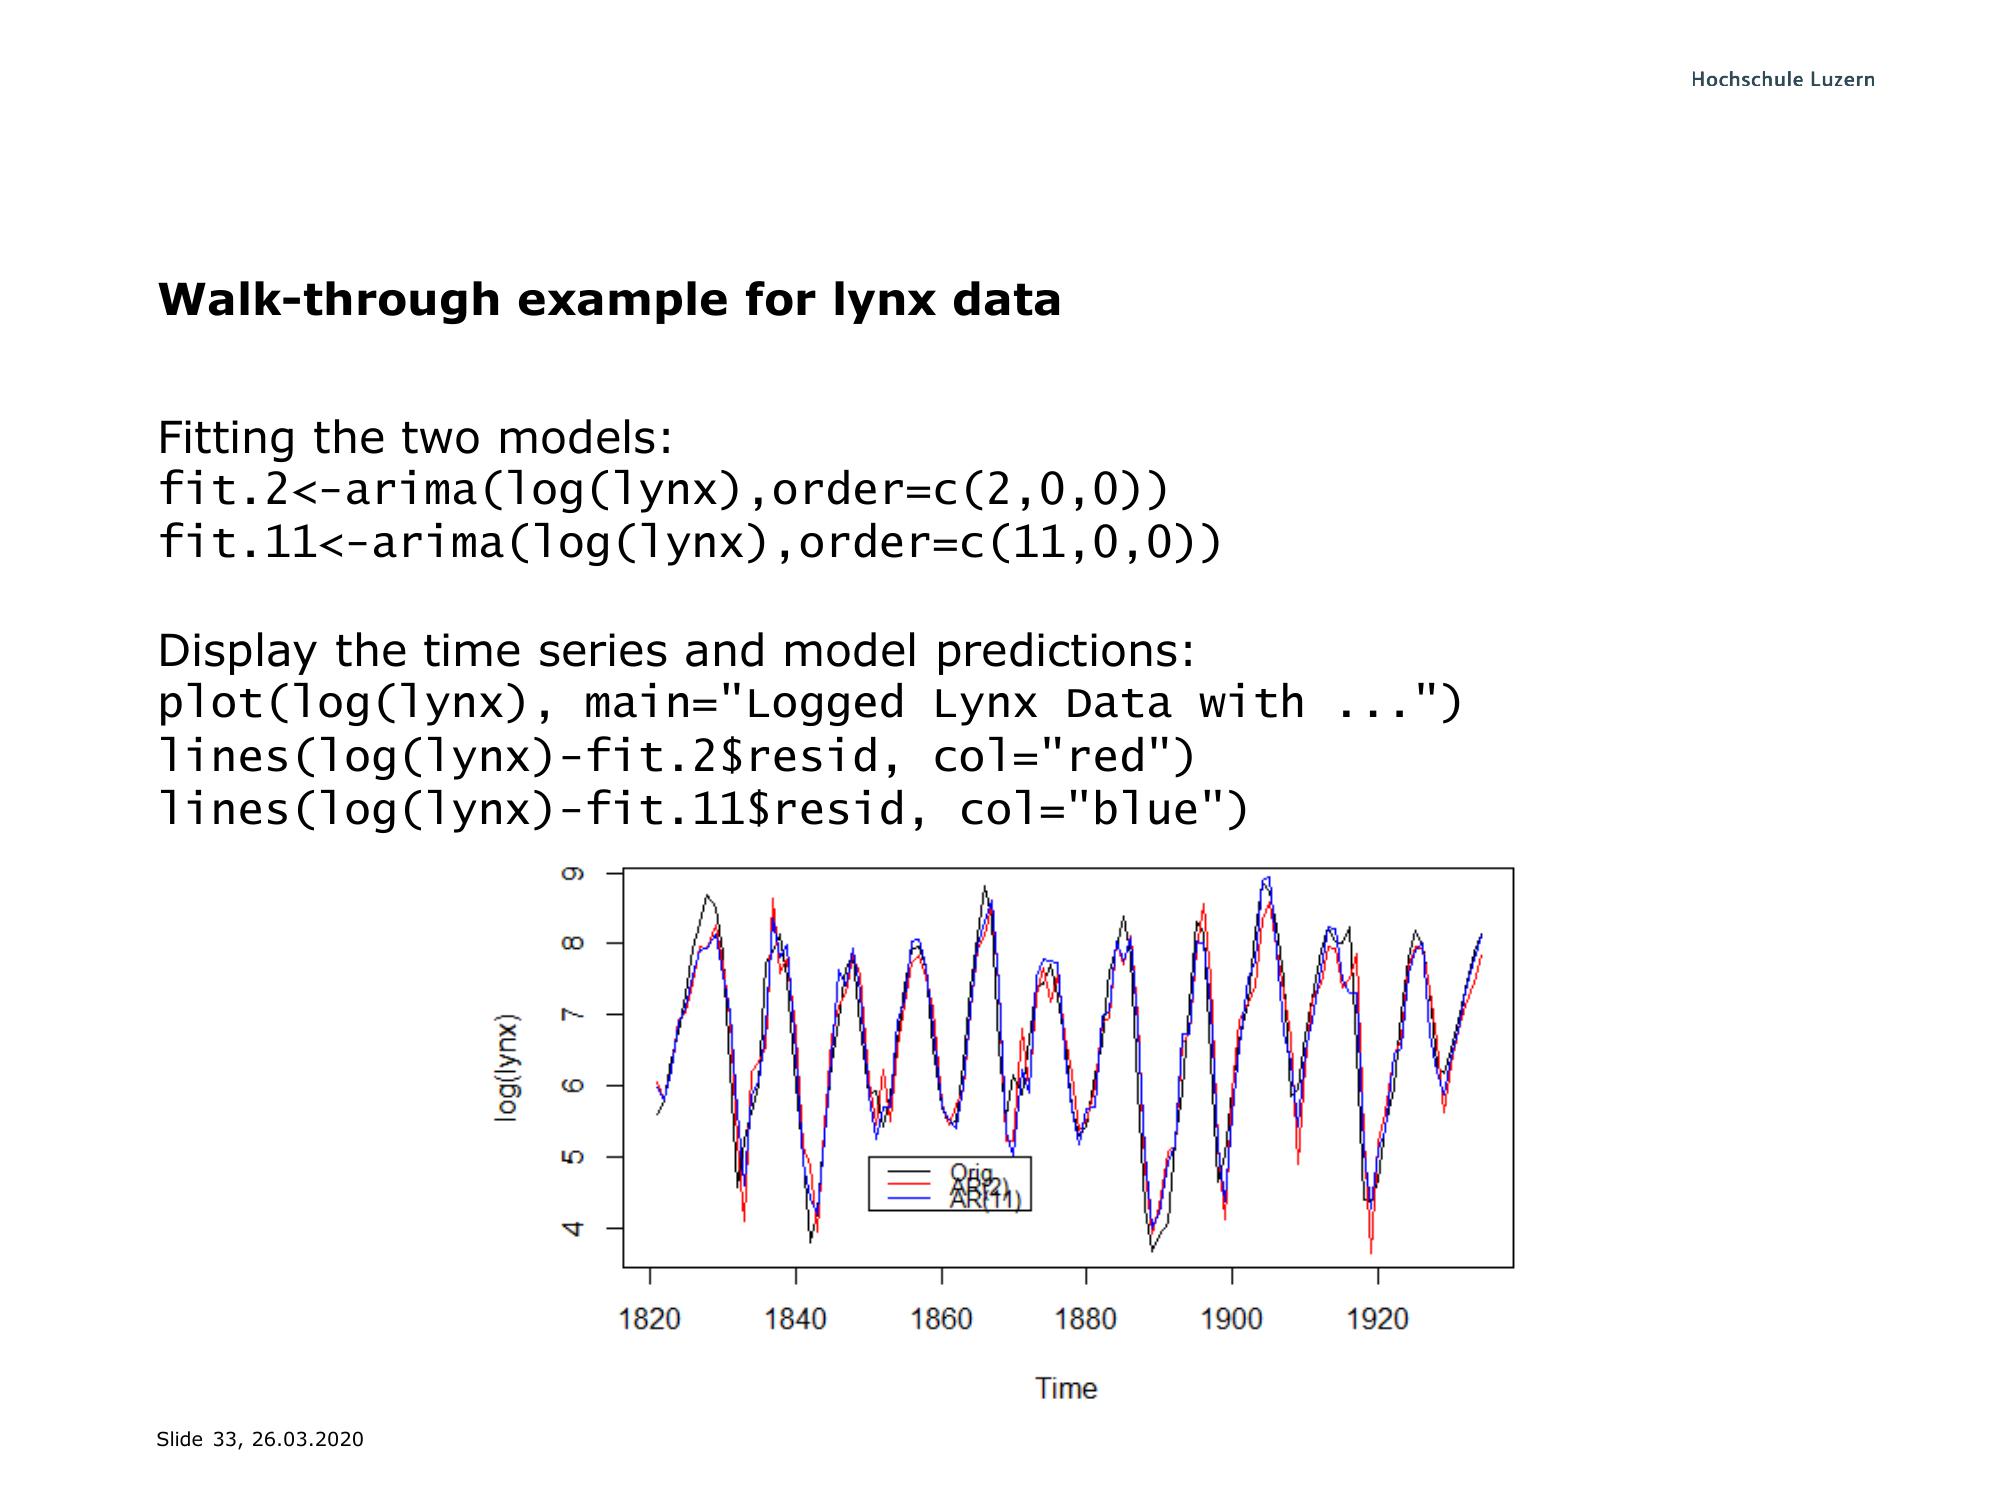 Hochschule Luzern
Walk-through example for lynx data
Fitting the two models:
fit.2<-arima(log(lynx),order=c(2,0,0))
fit.11<-arima(log(lynx),order=c(11,0,0))
Display the time series and model predictions:
plot(log(lynx), main="Logged Lynx Data with ...")
lines(log(lynx)-fit.2$resid, col="red")
lines(log(lynx)-fit.11$resid, col="blue")
9
8
7
6
5
4
log(lynx)
Orig
AR(2)
AR(11)
1820 1840 1860 1880 1900 1920
Time
Slide 33, 26.03.2020